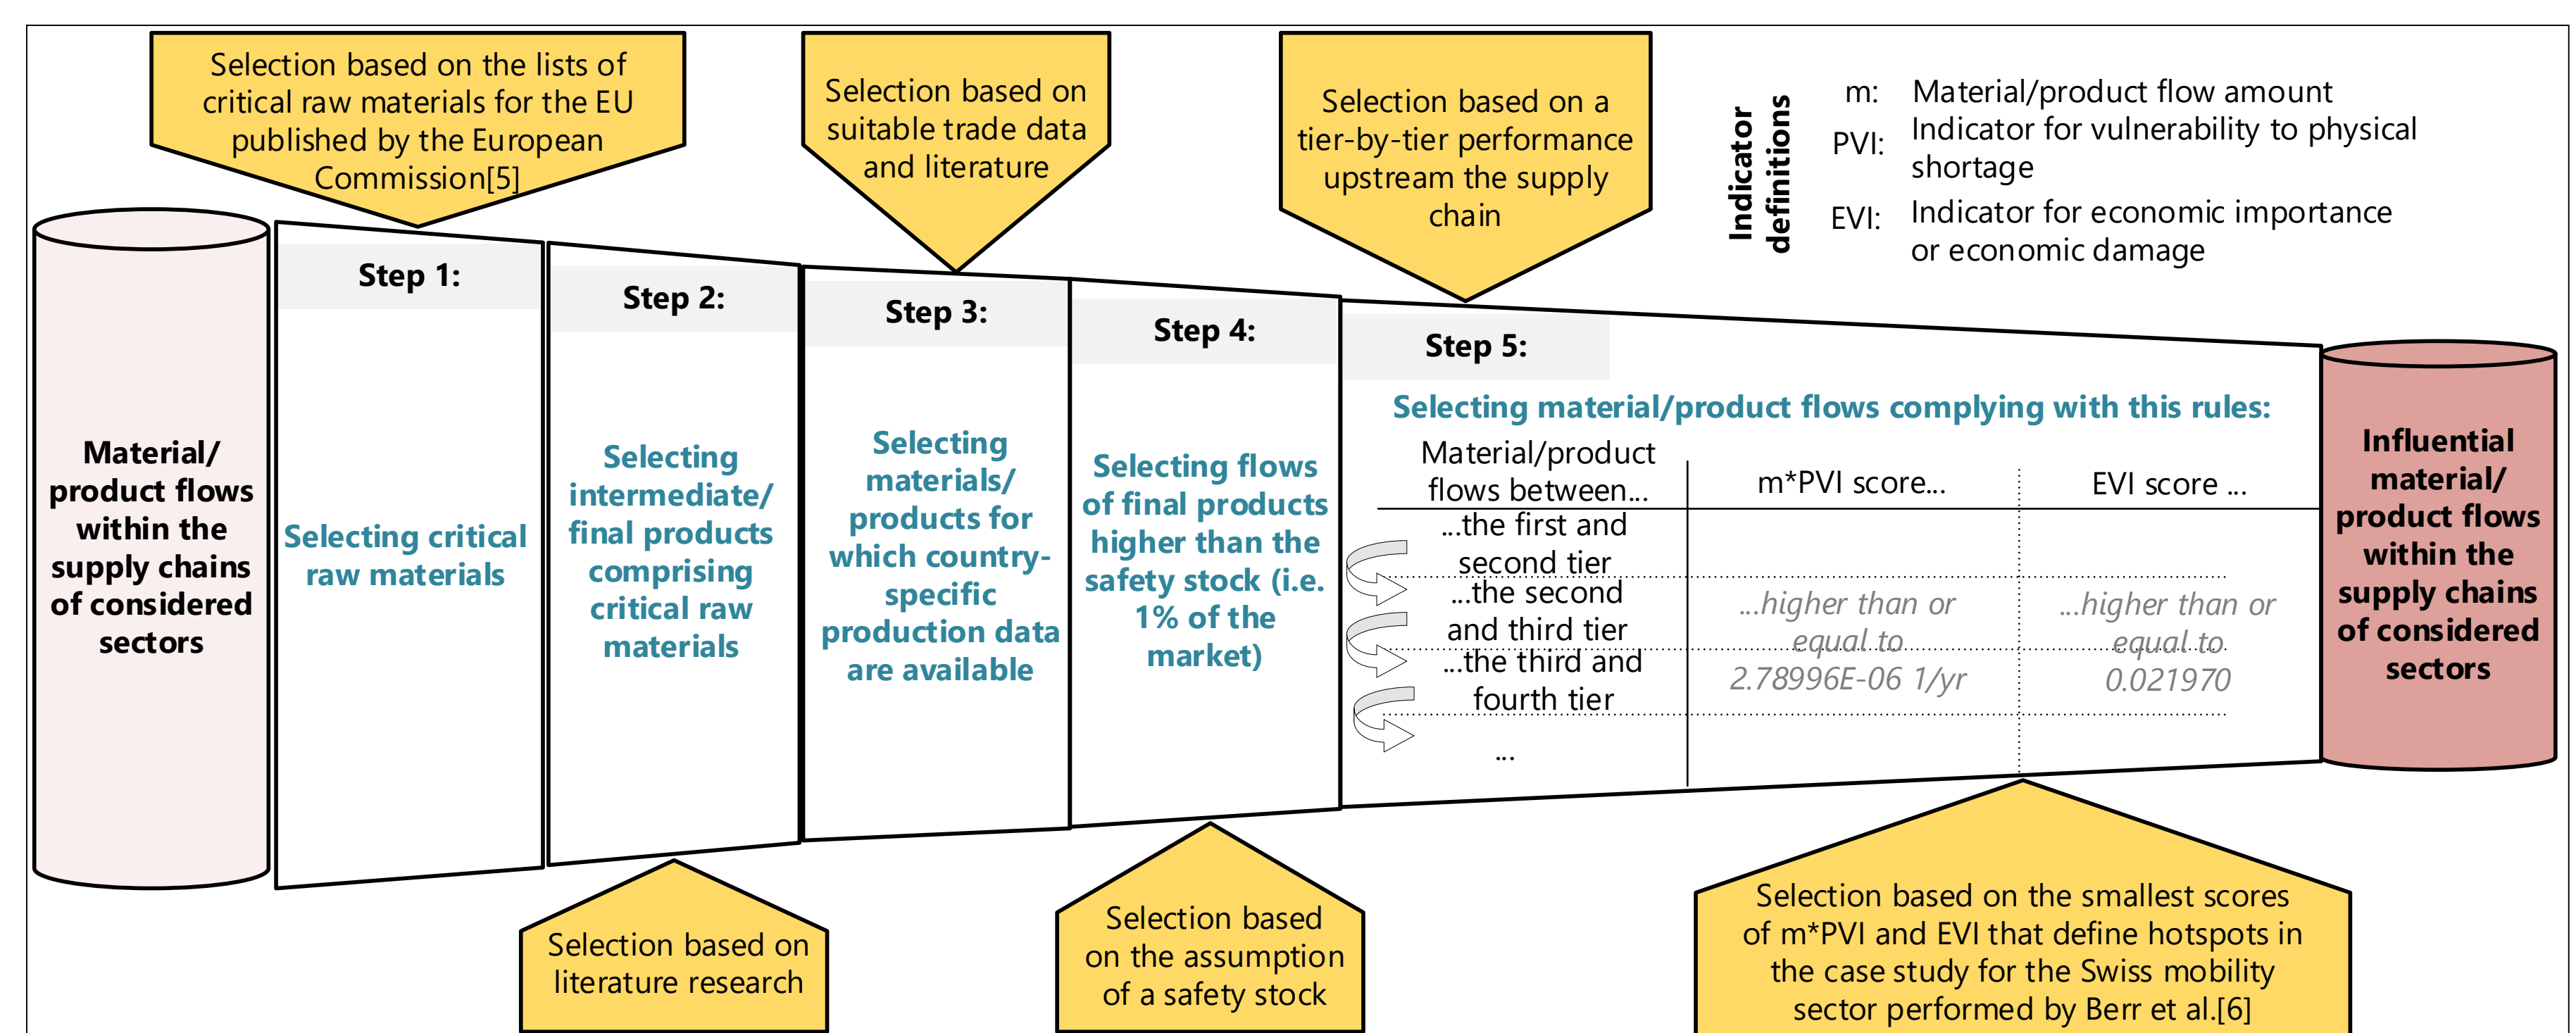 Selection based on the lists of
critical raw materials for the EU
published by the European
Commission[5]
Selection based on
suitable trade data
and literature
Selection based on a
tier-by-tier performance
upstream the supply
chain
Indicator
definitions
m: Material/product flow amount
PVI: Indicator for vulnerability to physical
shortage
EVI: Indicator for economic importance
or economic damage
Material/
product flows
within the
supply chains
of considered
sectors
Step 1:
Selecting critical
raw materials
Step 2:
Selecting
intermediate/
final products
comprising
critical raw
materials
Step 3:
Selecting
materials/
products for
which country-
specific
production data
are available
Step 4:
Selecting flows
of final products
higher than the
safety stock (i.e.
1% of the
market)
Step 5:
Selecting material/product flows complying with this rules:
Material/product
flows between...
m*PVI score...
EVI score ...
...the first and
second tier
...the second
and third tier
...the third and
fourth tier
...
...higher than or
equal to
2.78996E-06 1/yr
...higher than or
equal to
0.021970
Influential
material/
product flows
within the
supply chains
of considered
sectors
Selection based on
literature research
Selection based
on the assumption
of a safety stock
Selection based on the smallest scores
of m*PVI and EVI that define hotspots in
the case study for the Swiss mobility
sector performed by Berr et al.[6]